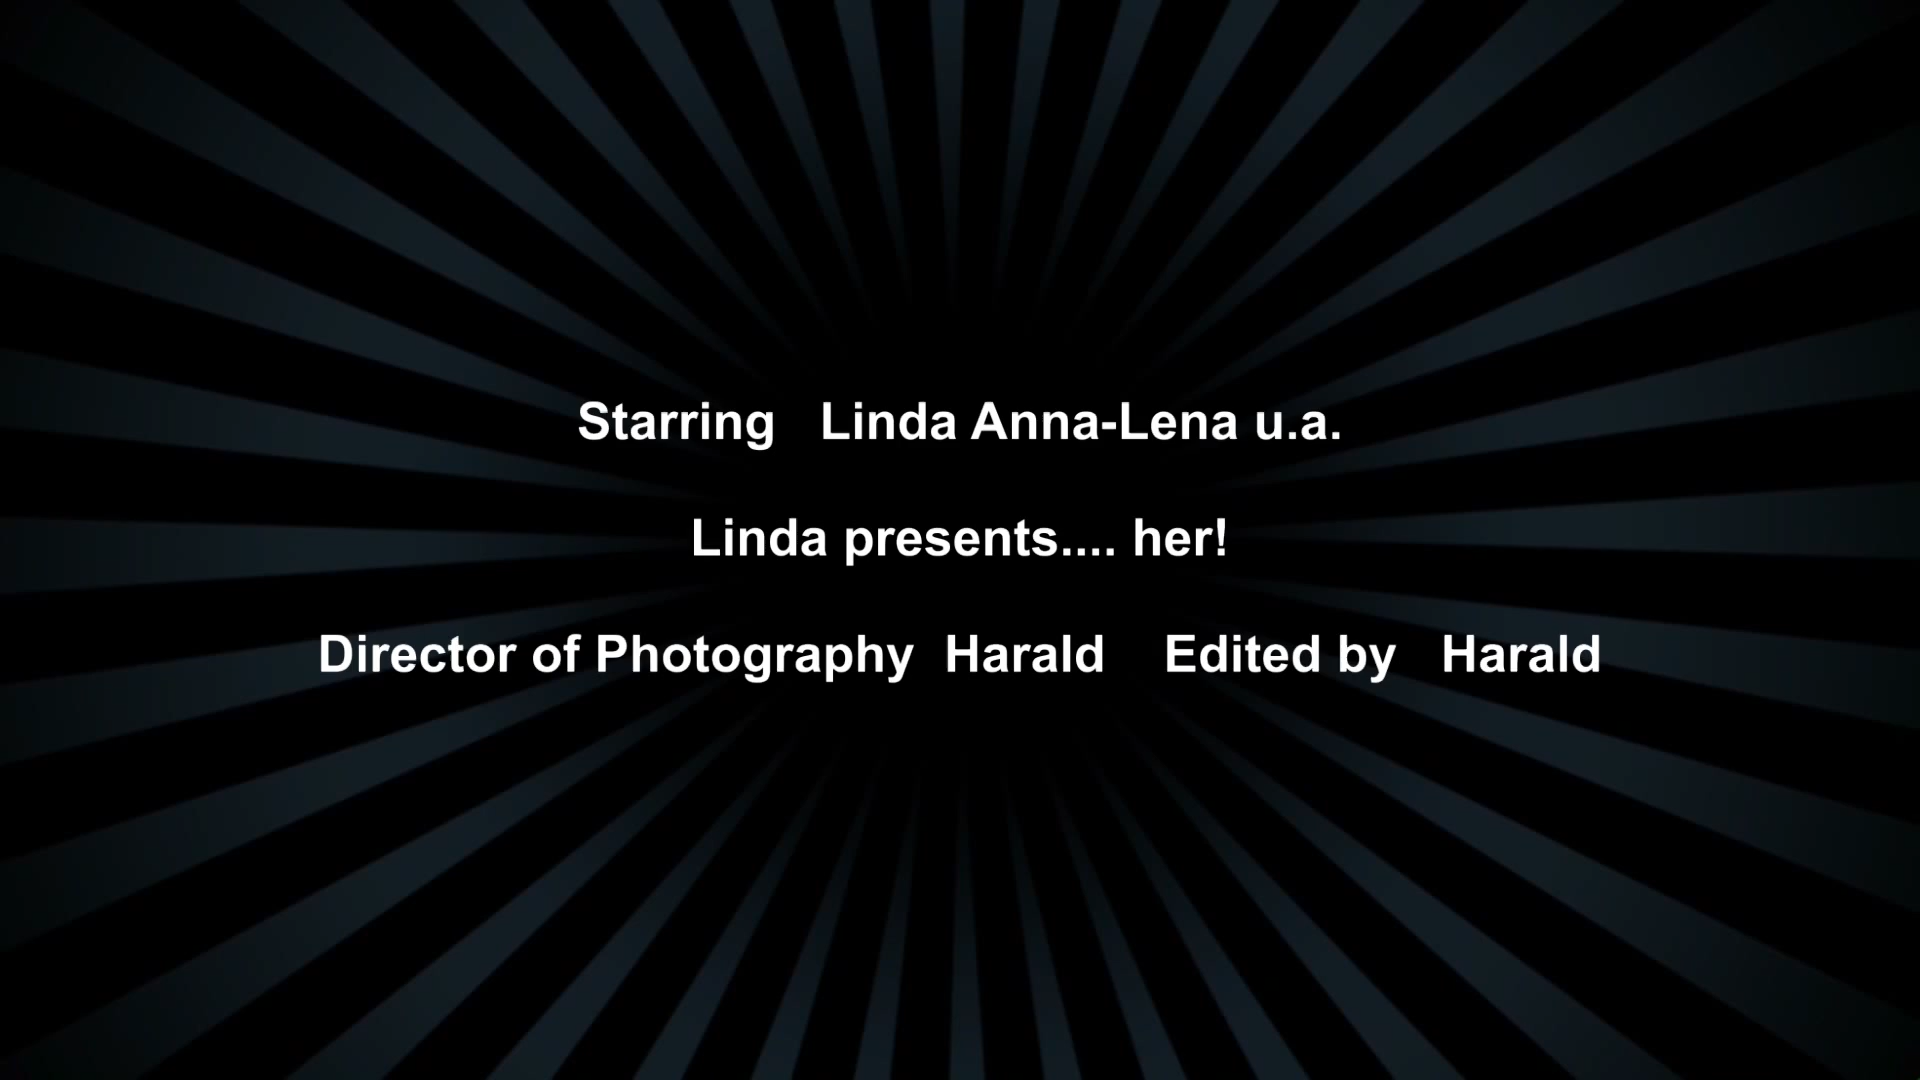 Starring   Linda Anna-Lena u.a.
Linda presents.... her!
Director of Photography  Harald    Edited by   Harald